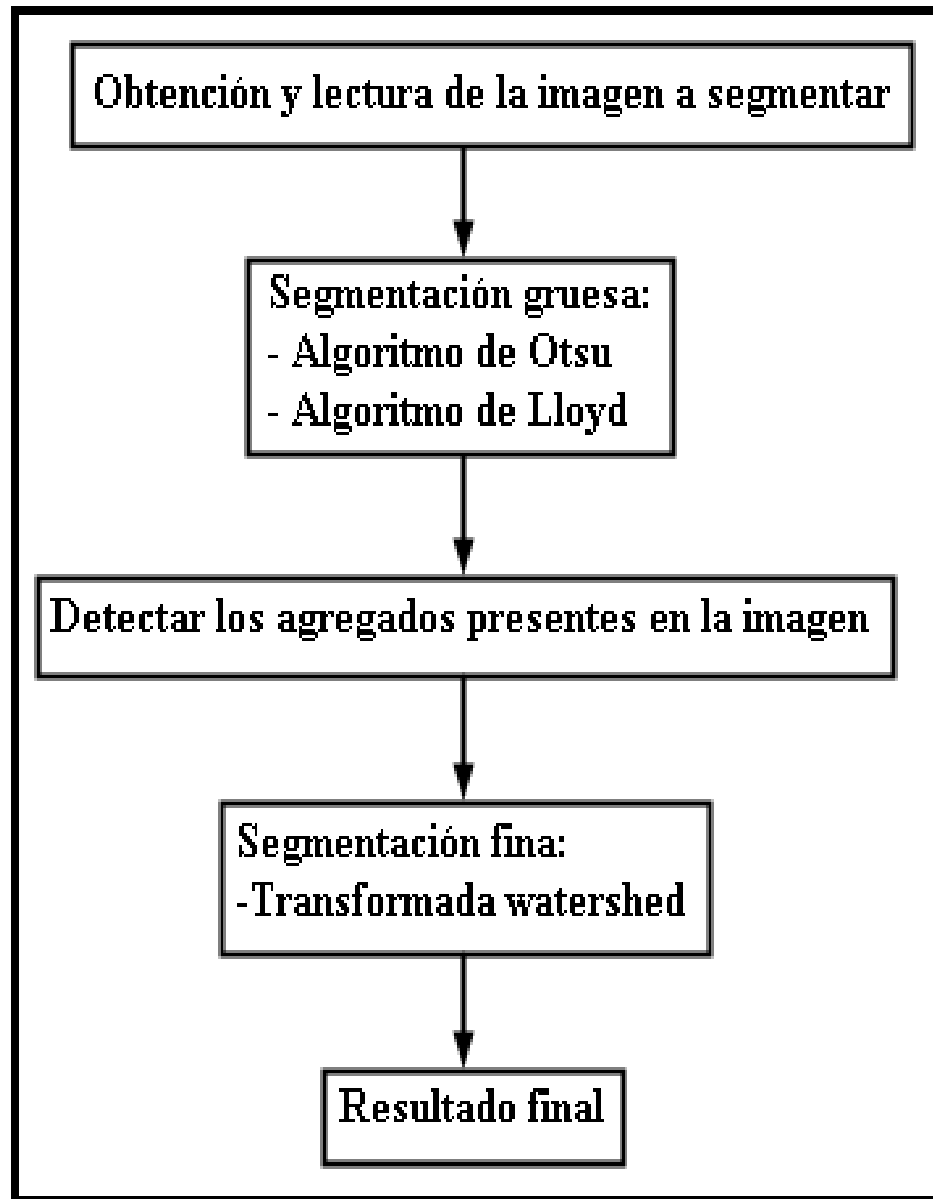 Obtención y lectura de la imagen a segmentar
Segmentación gruesa:
- Algoritmo de Otsu
- Algoritmo de Lloyd
Detectar los agregados presentes en la imagen
Segmentación fina:
-Transformada watershed
Resultado final